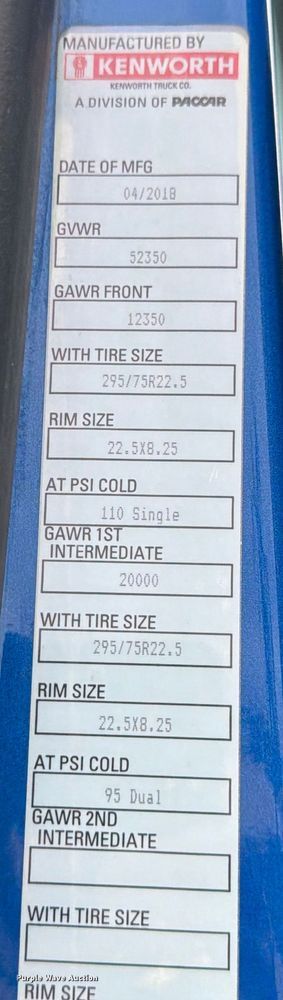 MANUFACTURED BY
KENWORTH
KENWORTH TRUCK CO.
A DIVISION OF PACCAR
DATE OF MFG
04/2018
GVWR
52350
GAWR FRONT
12350
WITH TIRE SIZE
295/75R22.5
RIM SIZE
22.5X8.25
AT PSI COLD
110 Single
GAWR 1ST
INTERMEDIATE
20000
WITH TIRE SIZE
295/75R22.5
RIM SIZE
22.5X8.25
AT PSI COLD
95 Dual
GAWR 2ND
INTERMEDIATE
WITH TIRE SIZE
Purple Wave Auction
RIM SIZE